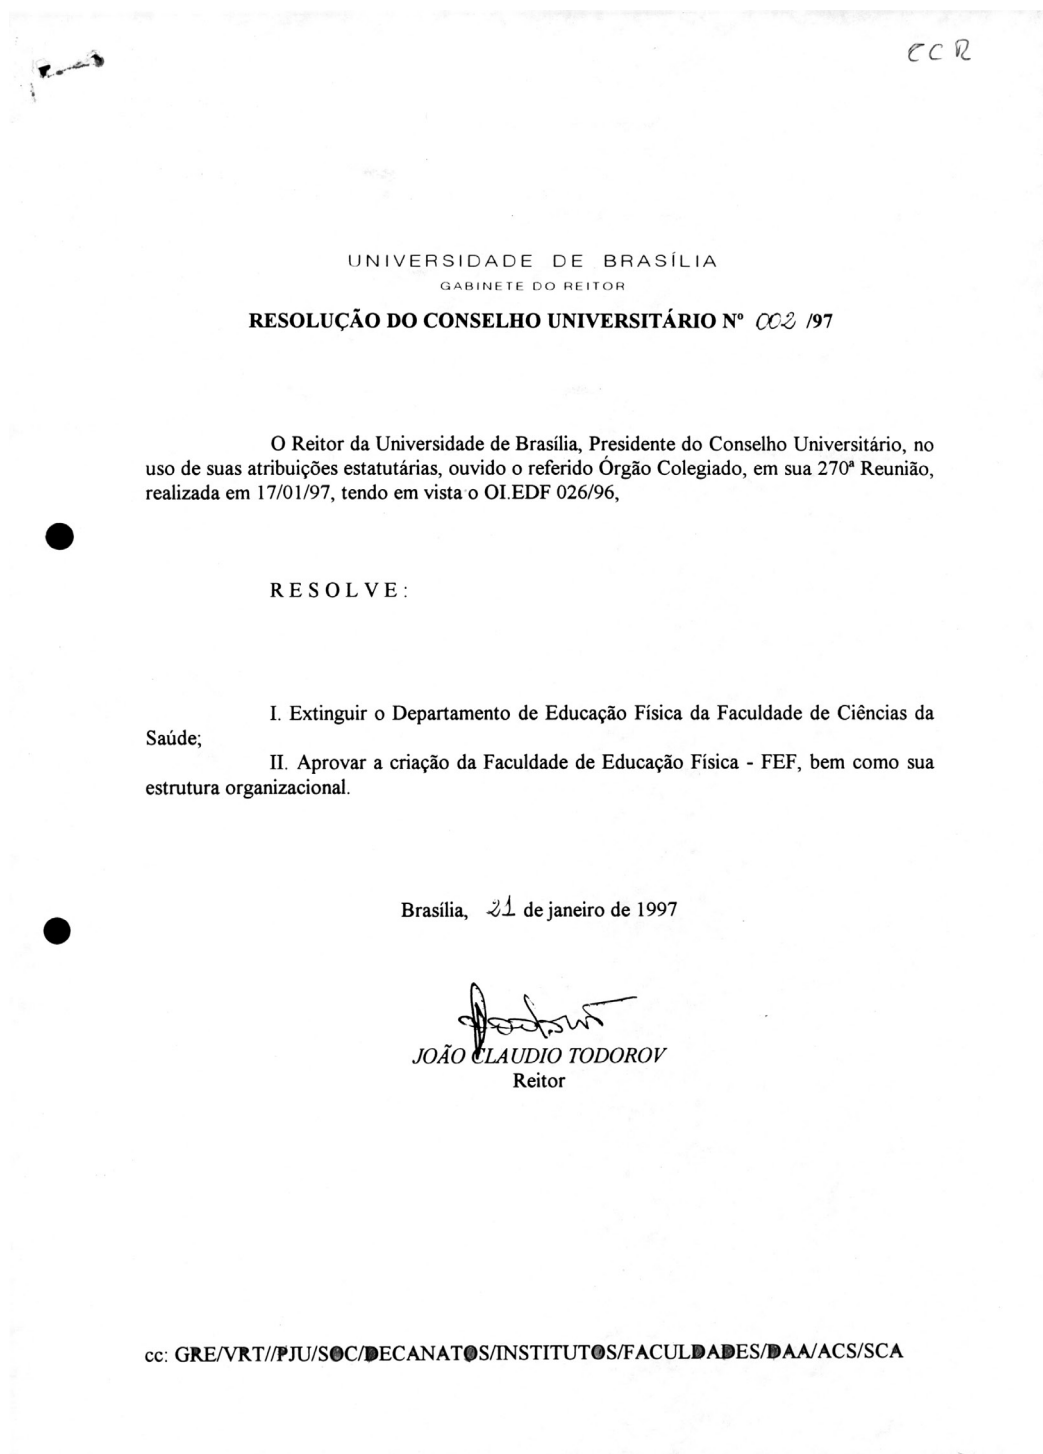 CCR
UNIVERSIDADE DE BRASÍLIA
GABINETE DO REITOR
RESOLUÇÃO DO CONSELHO UNIVERSITÁRIO Nº 002 /97
O Reitor da Universidade de Brasília, Presidente do Conselho Universitário, no
uso de suas atribuições estatutárias, ouvido o referido Órgão Colegiado, em sua 270ª Reunião,
realizada em 17/01/97, tendo em vista o OI.EDF 026/96,
R E S O L V E :
I. Extinguir o Departamento de Educação Física da Faculdade de Ciências da
Saúde;
II. Aprovar a criação da Faculdade de Educação Física - FEF, bem como sua
estrutura organizacional.
Brasília, 21 de janeiro de 1997
JOÃO CLAUDIO TODOROV
Reitor
cc: GRE/VRT//PJU/SOC/DECANATOS/INSTITUTOS/FACULDADES/DAA/ACS/SCA